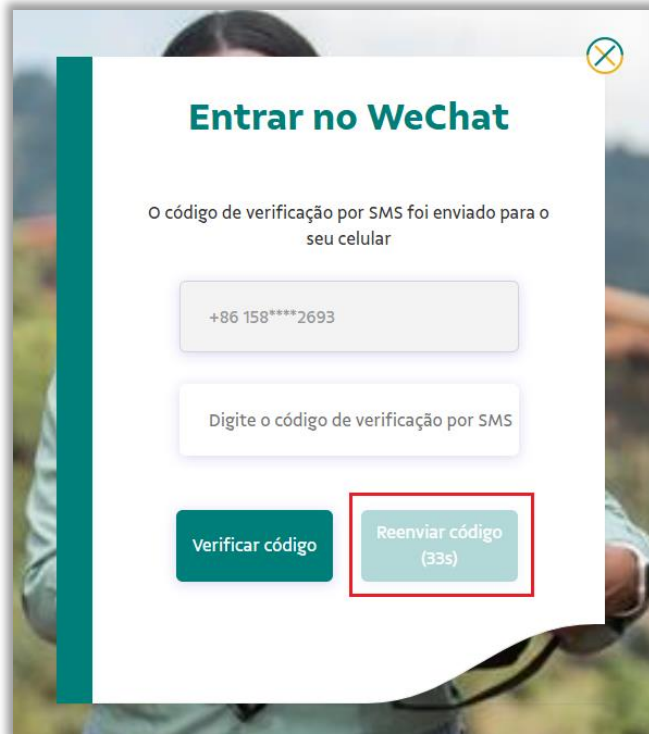 Entrar no WeChat
O código de verificação por SMS foi enviado para o
seu celular
+86 158****2693
Digite o código de verificação por SMS
Verificar código
Reenviar código
(33s)